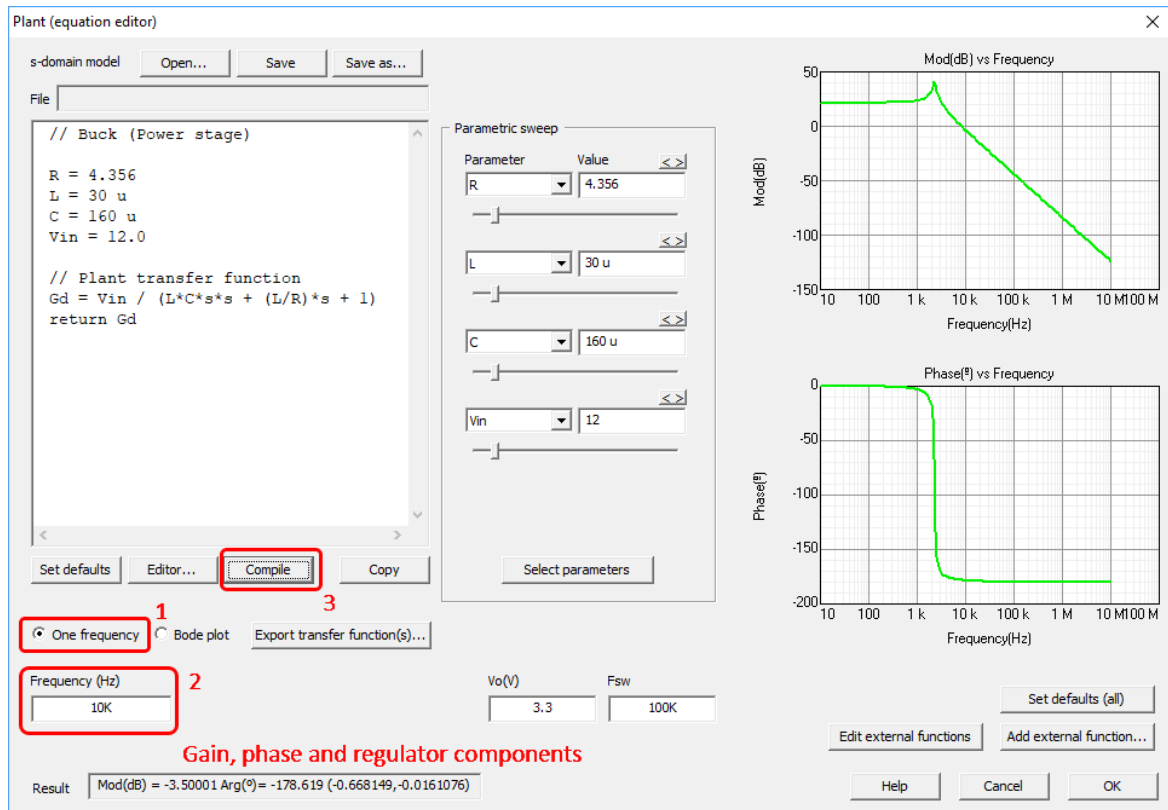 Plant (equation editor)
s-domain model Open... Save Save as...
File
// Buck (Power stage)
R = 4.356
L = 30 u
C = 160 u
Vin = 12.0
// Plant transfer function
Gd = Vin / (L*C*s*s + (L/R)*s + 1)
return Gd
Set defaults Editor... Compile Copy
1 3
One frequency Bode plot Export transfer function(s)...
Frequency (Hz) 2
10K
Parametric sweep
Parameter Value < >
R 4.356
< >
L 30 u
< >
C 160 u
< >
Vin 12
Select parameters
Vo(V) Fsw
3.3 100K
Gain, phase and regulator components
Result Mod(dB) = -3.50001 Arg(º)= -178.619 (-0.668149,-0.0161076)
Mod(dB) vs Frequency
Mod(dB)
50
0
-50
-100
-150
10 100 1 k 10 k 100 k 1 M 10 M 100 M
Frequency(Hz)
Phase(º) vs Frequency
Phase(º)
0
-50
-100
-150
-200
10 100 1 k 10 k 100 k 1 M 10 M 100 M
Frequency(Hz)
Set defaults (all)
Edit external functions Add external function...
Help Cancel OK